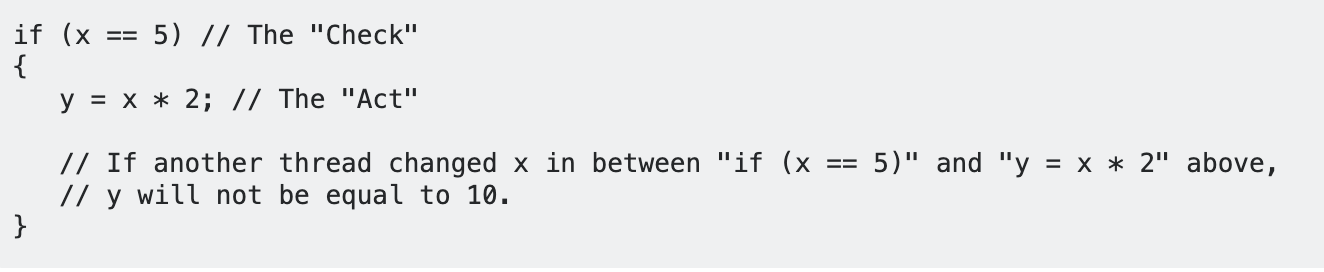 if (x == 5) // The "Check"
{
   y = x * 2; // The "Act"

   // If another thread changed x in between "if (x == 5)" and "y = x * 2" above,
   // y will not be equal to 10.
}